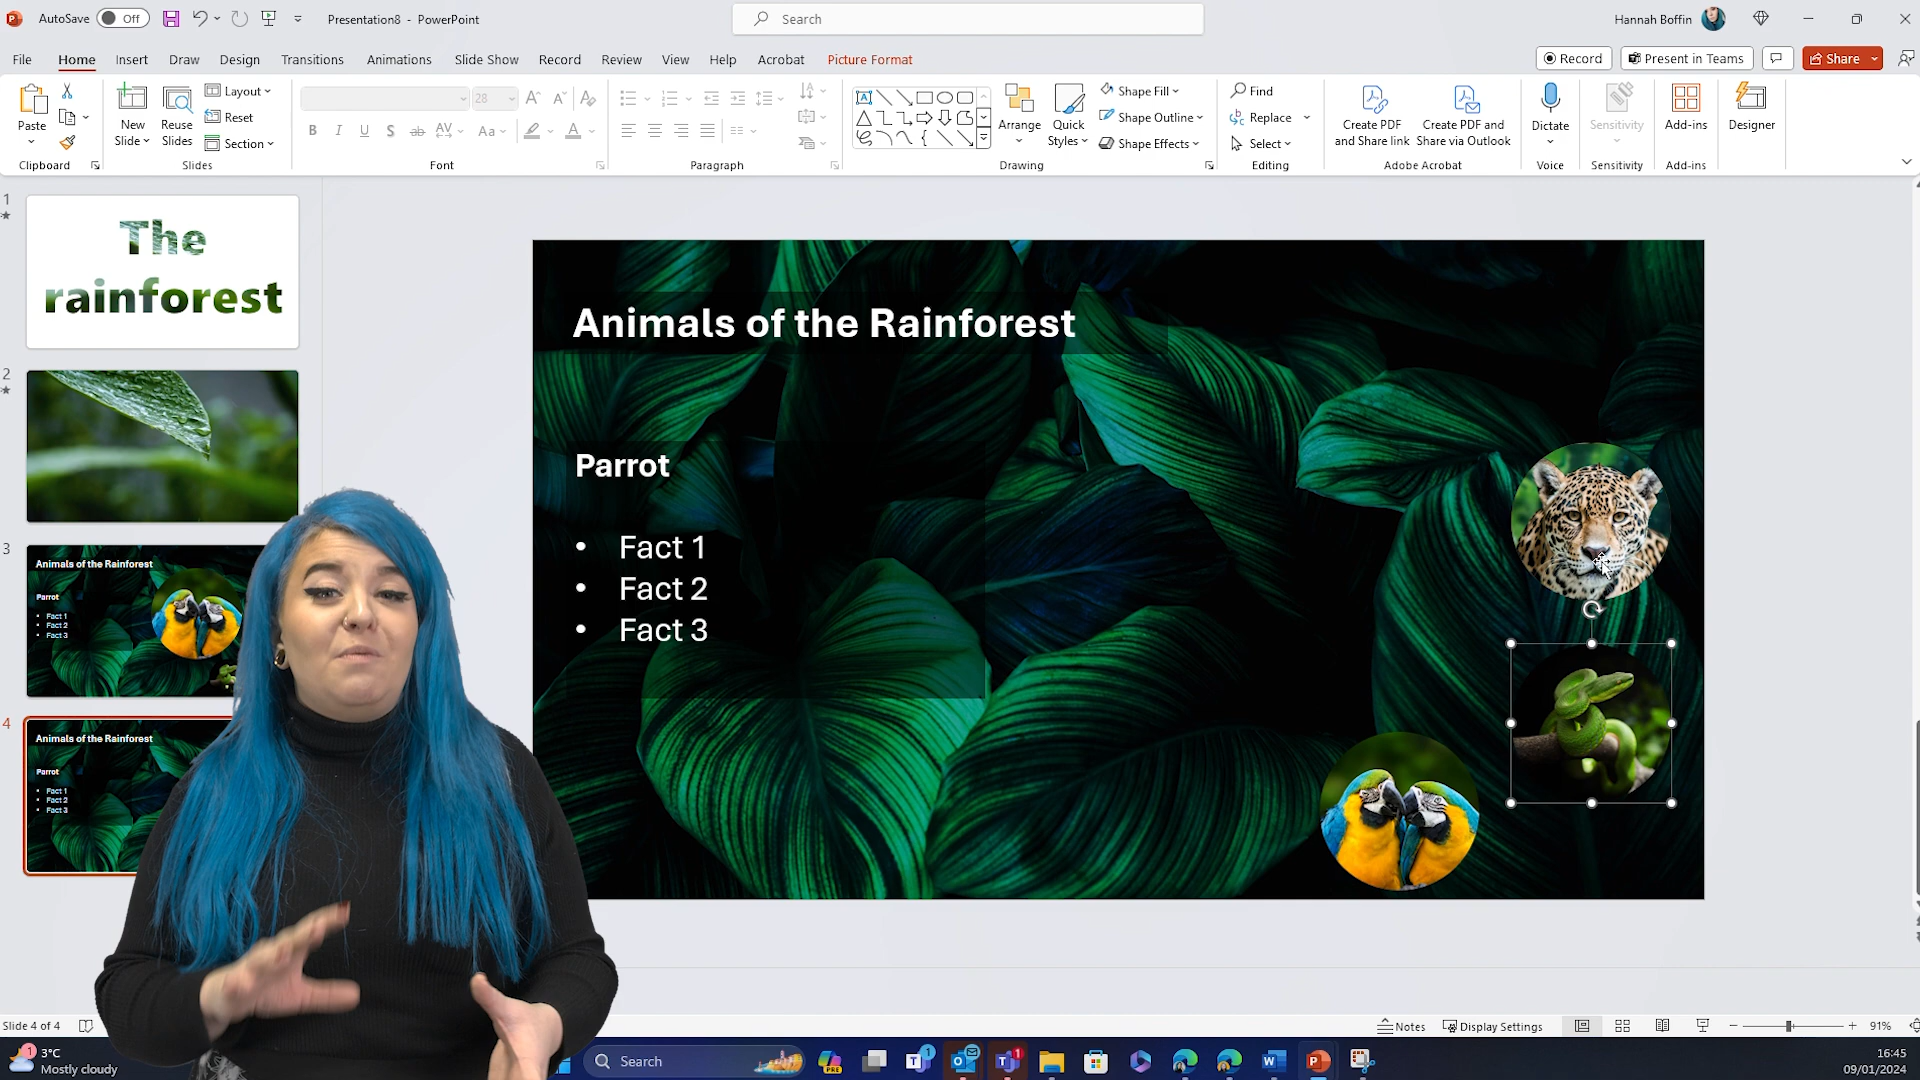 AutoSave Off Presentation8 - PowerPoint Search Hannah Boffin
File Home Insert Draw Design Transitions Animations Slide Show Record Review View Help Acrobat Picture Format Record Present in Teams Share
Paste New Slide Reuse Slides Layout Reset Section 28 B I U S ab AV Aa A Arrange Quick Styles Shape Fill Shape Outline Shape Effects Find Replace Select Create PDF and Share link Create PDF and Share via Outlook Dictate Sensitivity Add-ins Designer
Clipboard Slides Font Paragraph Drawing Editing Adobe Acrobat Voice Sensitivity Add-ins
1
The
rainforest
2
3
Animals of the Rainforest
Parrot
• Fact 1
• Fact 2
• Fact 3
4
Animals of the Rainforest
Parrot
• Fact 1
• Fact 2
• Fact 3
Animals of the Rainforest
Parrot
• Fact 1
• Fact 2
• Fact 3
Slide 4 of 4 Notes Display Settings 91%
1 3°C
Mostly cloudy
Search PRE 1 1
16:45
09/01/2024